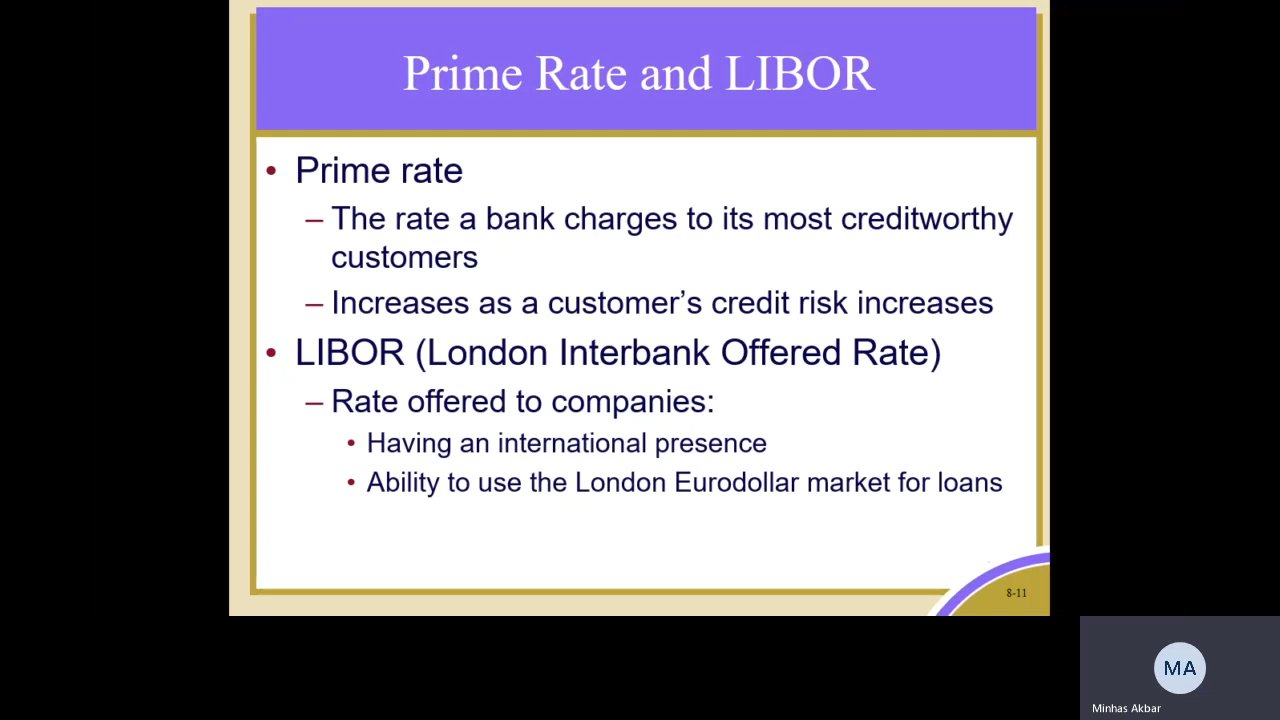 Prime Rate and LIBOR
• Prime rate
– The rate a bank charges to its most creditworthy
customers
– Increases as a customer’s credit risk increases
• LIBOR (London Interbank Offered Rate)
– Rate offered to companies:
• Having an international presence
• Ability to use the London Eurodollar market for loans
8-11
MA
Minhas Akbar